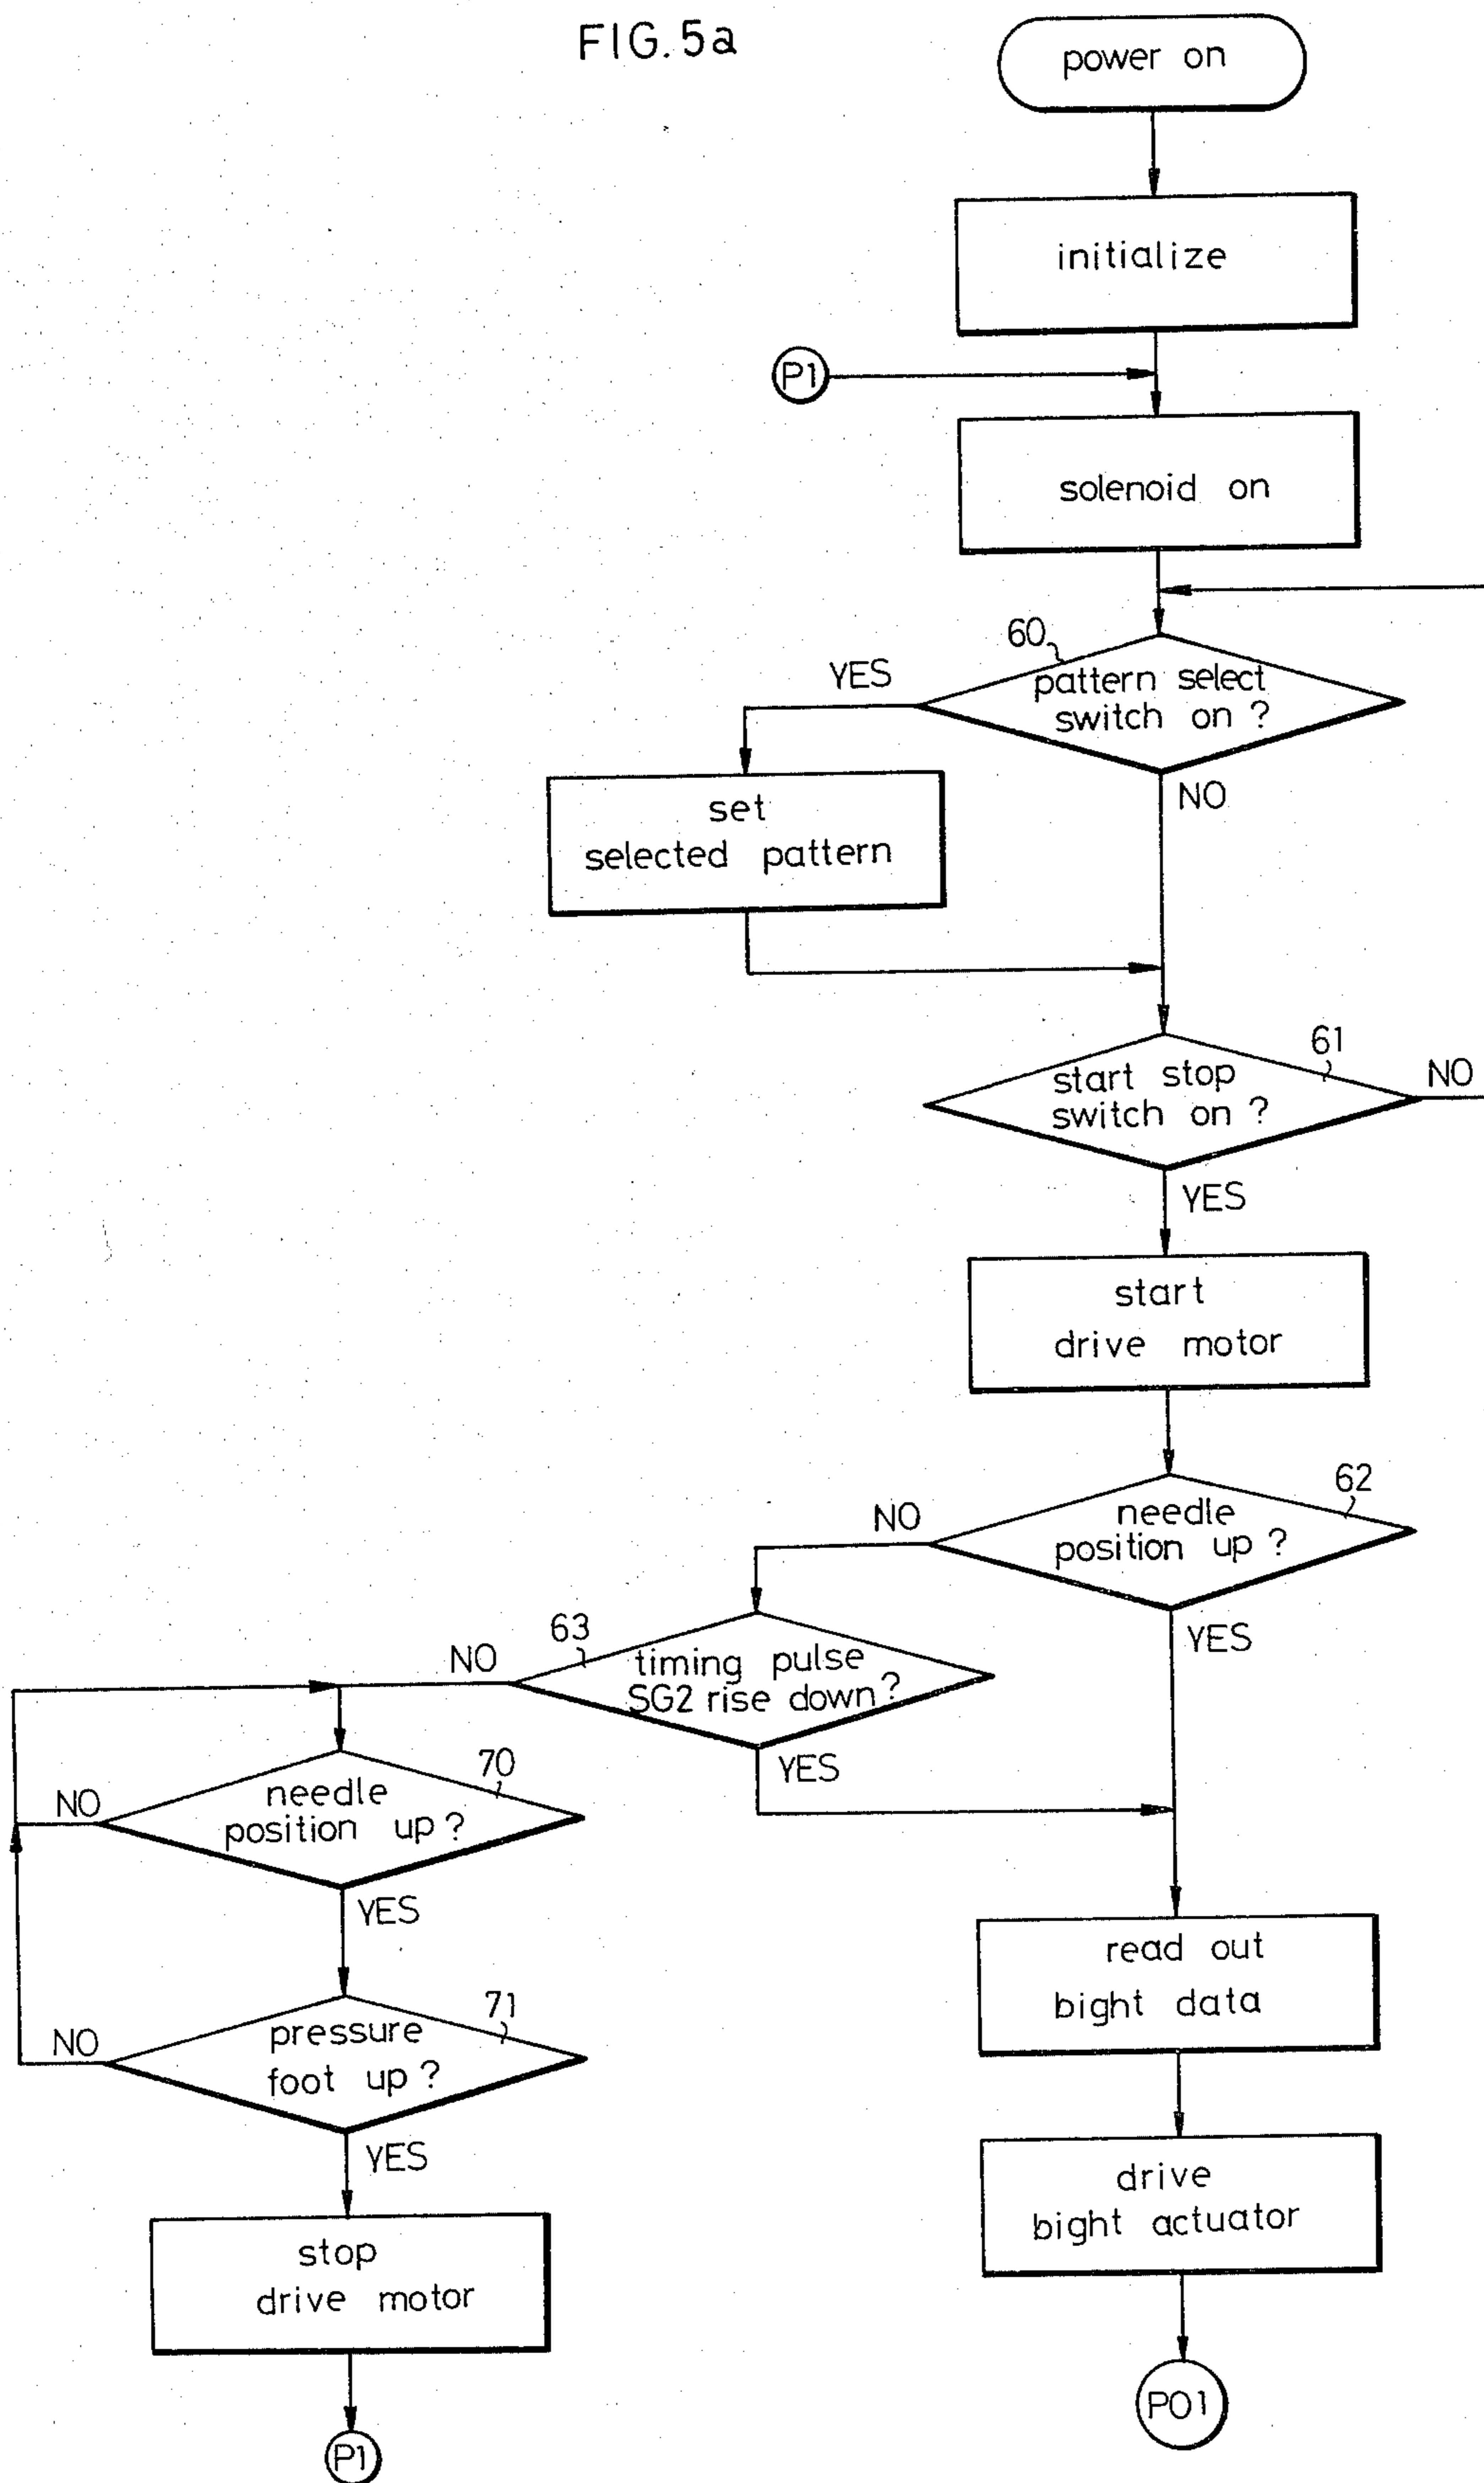 FIG. 5a
power on
initialize
P1
solenoid on
60
YES
pattern select
switch on ?
NO
set
selected pattern
61
start stop
switch on ?
NO
YES
start
drive motor
62
NO
needle
position up ?
YES
63
NO
timing pulse
SG2 rise down ?
YES
70
NO
needle
position up ?
YES
71
NO
pressure
foot up ?
YES
stop
drive motor
P1
read out
bight data
drive
bight actuator
PO1